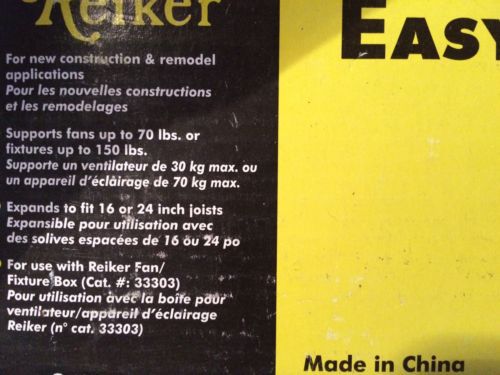 Reiker
For new construction & remodel
applications
Pour les nouvelles constructions
et les remodelages
Supports fans up to 70 lbs. or
fixtures up to 150 lbs.
Supporte un ventilateur de 30 kg max. ou
un appareil d'éclairage de 70 kg max.
Expands to fit 16 or 24 inch joists
Expansible pour utilisation avec
des solives espacées de 16 ou 24 po
For use with Reiker Fan/
Fixture Box (Cat. #: 33303)
Pour utilisation avec la boîte pour
ventilateur/appareil d'éclairage
Reiker (n° cat. 33303)
EASY
Made in China